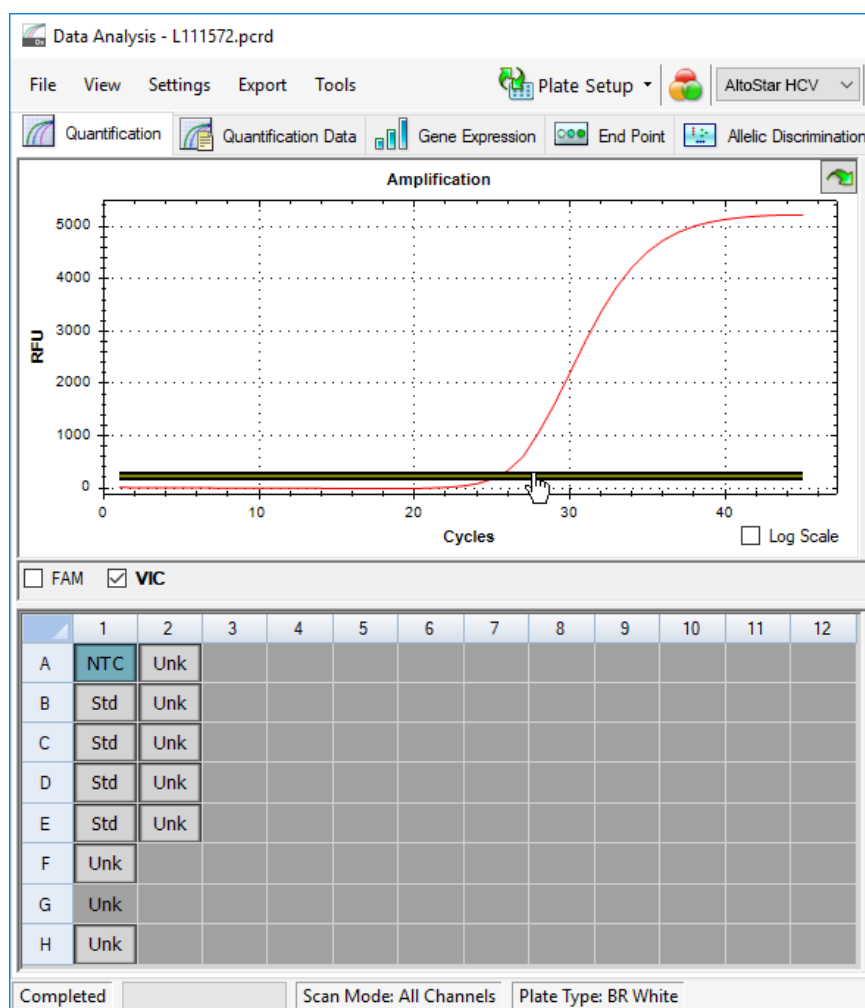 Data Analysis - L111572.pcrd
File View Settings Export Tools Plate Setup AltoStar HCV
Quantification Quantification Data Gene Expression End Point Allelic Discrimination
Amplification
5000
4000
3000
2000
1000
0
RFU
0 10 20 30 40
Cycles
Log Scale
FAM VIC
1 2 3 4 5 6 7 8 9 10 11 12
A NTC Unk
B Std Unk
C Std Unk
D Std Unk
E Std Unk
F Unk
G Unk
H Unk
Completed Scan Mode: All Channels Plate Type: BR White